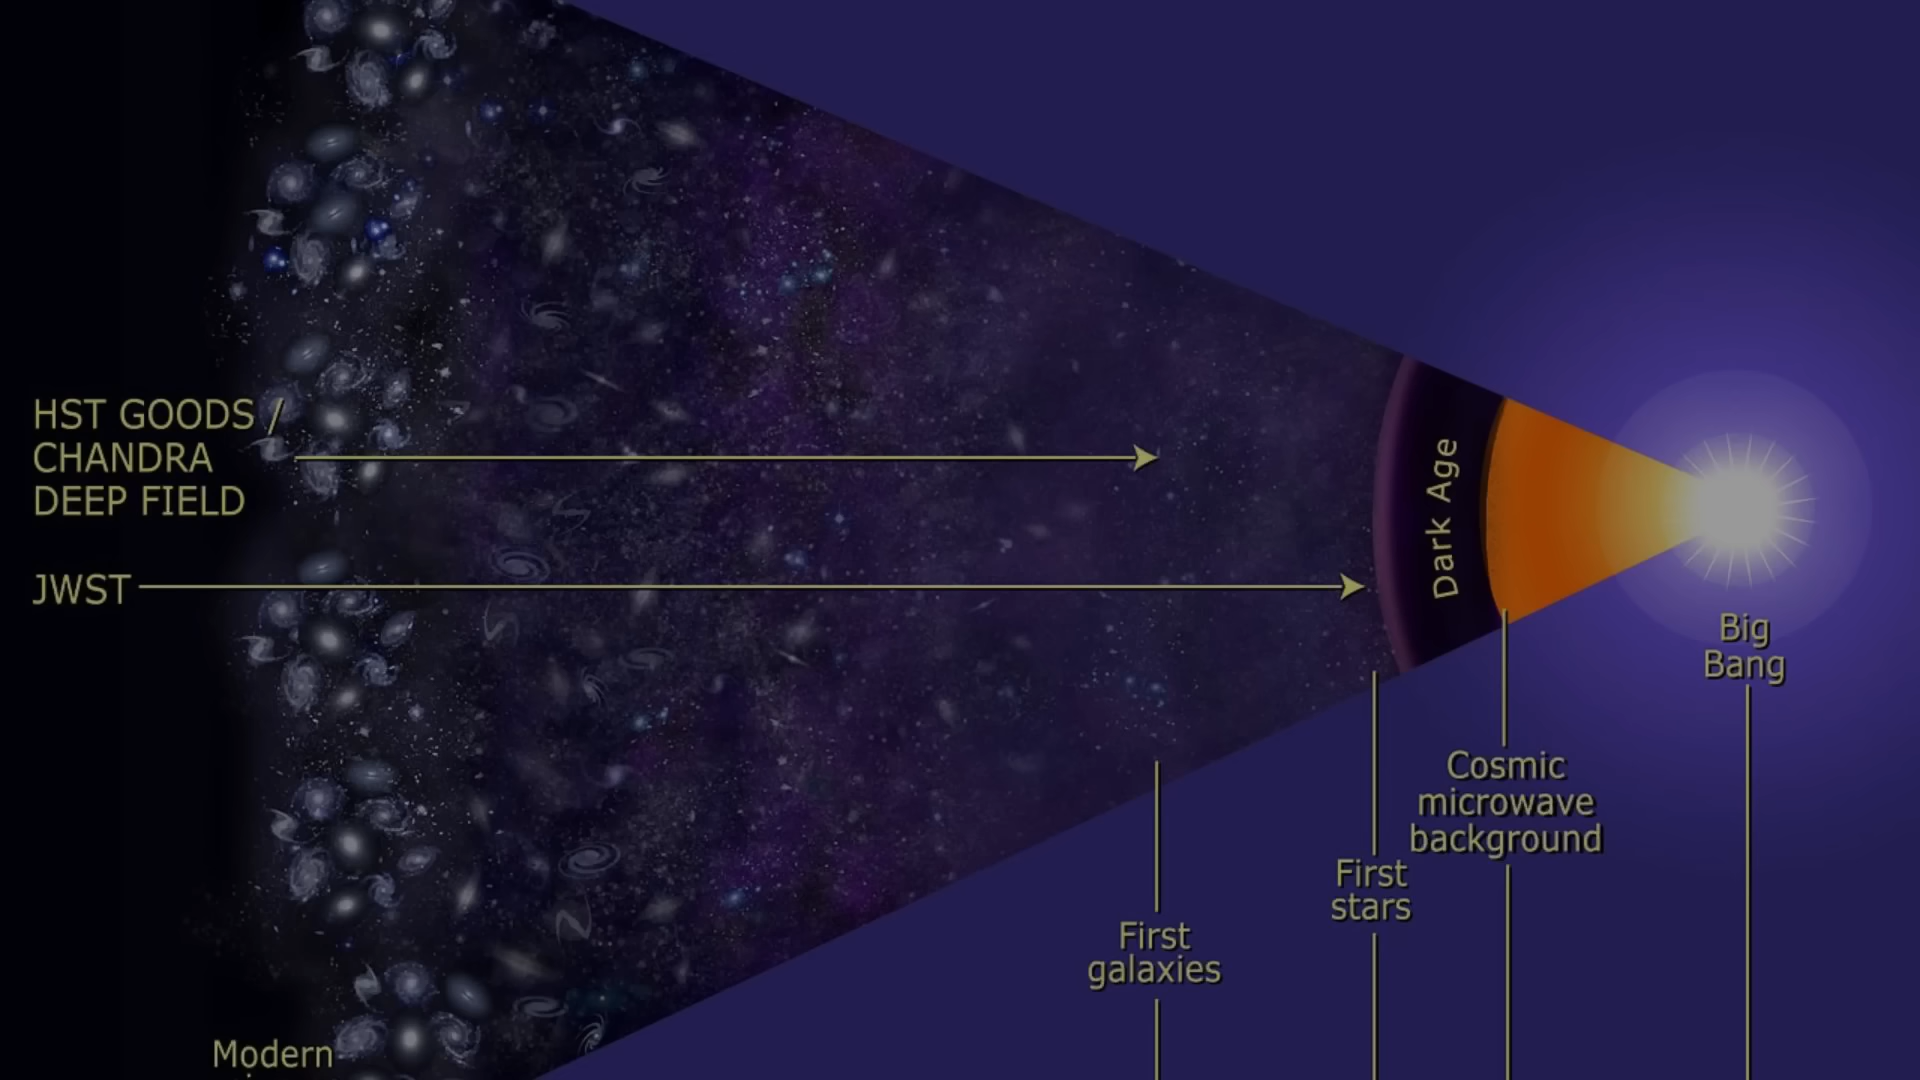 HST GOODS /
CHANDRA
DEEP FIELD
JWST
Dark Age
Big
Bang
Cosmic
microwave
background
First
stars
First
galaxies
Modern